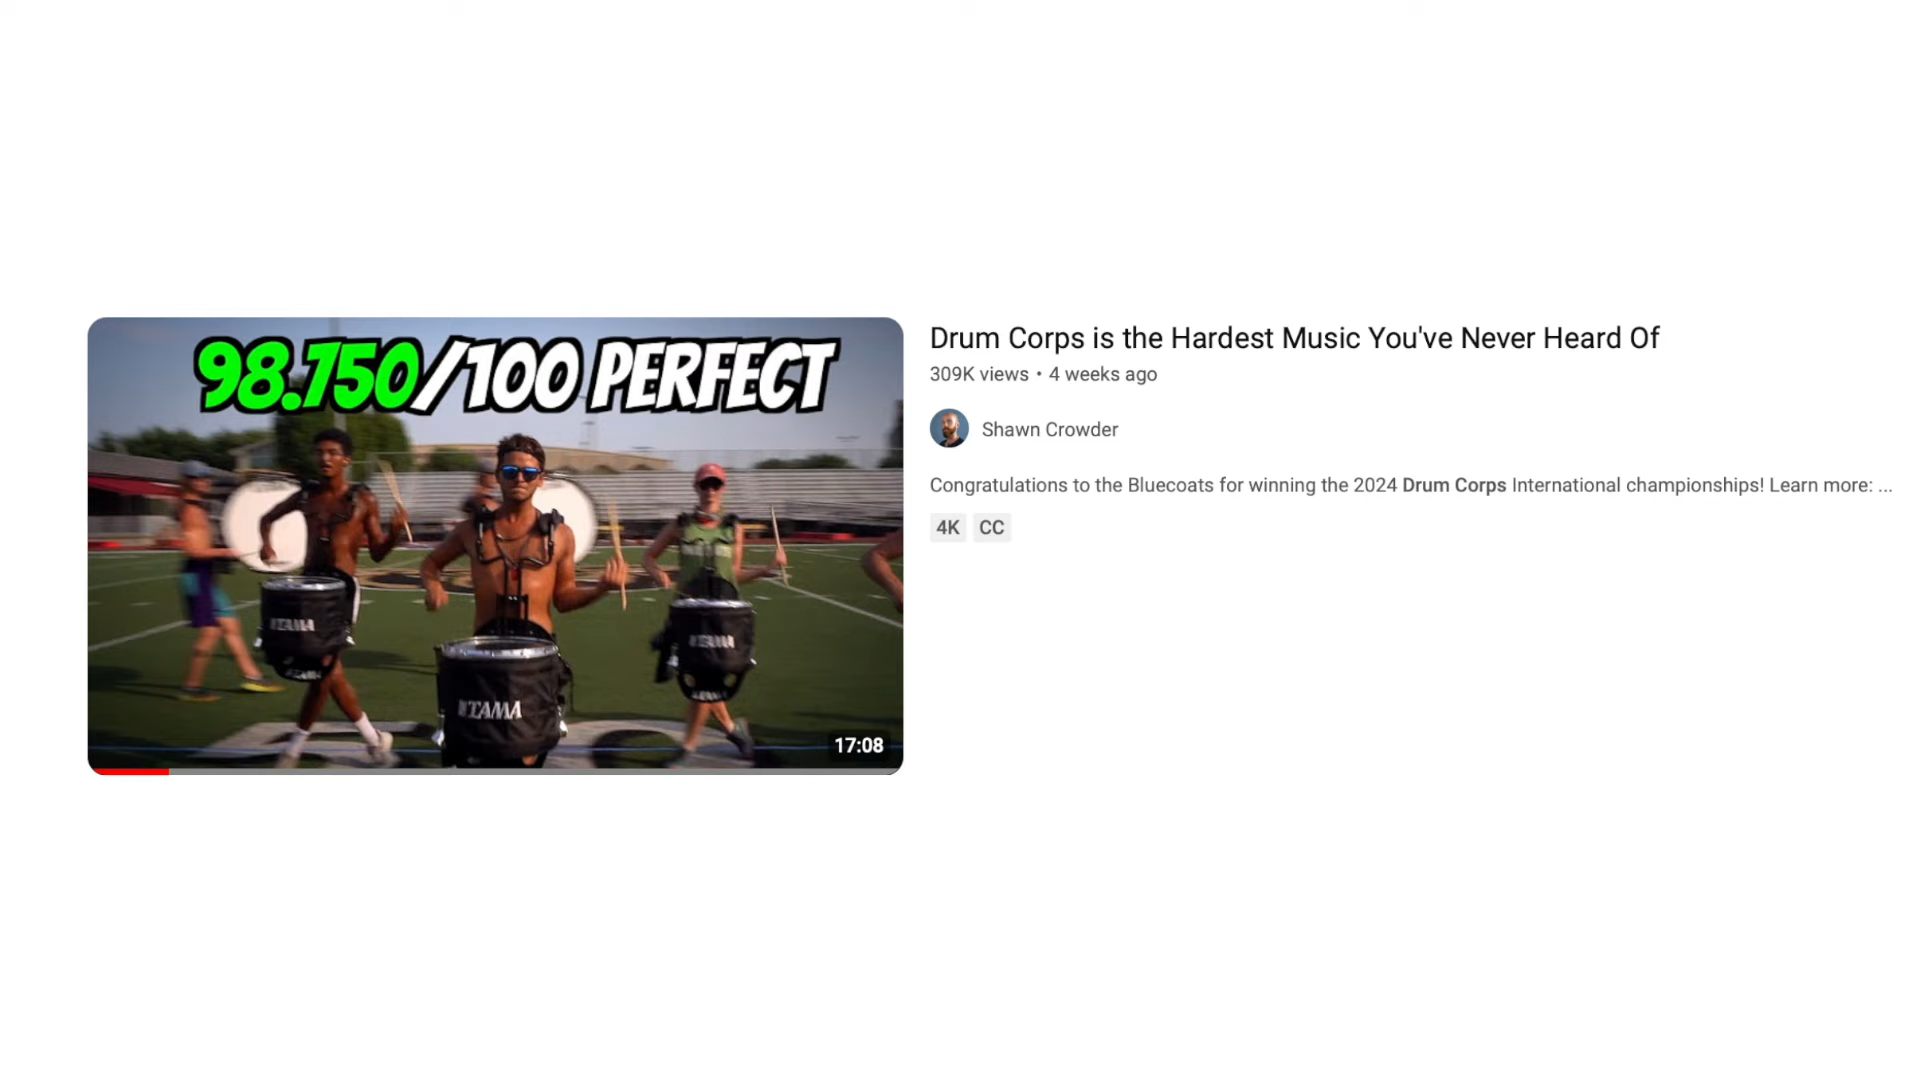 98.750/100 PERFECT
TAMA
TAMA
TAMA
17:08
Drum Corps is the Hardest Music You've Never Heard Of
309K views • 4 weeks ago
Shawn Crowder
Congratulations to the Bluecoats for winning the 2024 Drum Corps International championships! Learn more: ...
4K CC